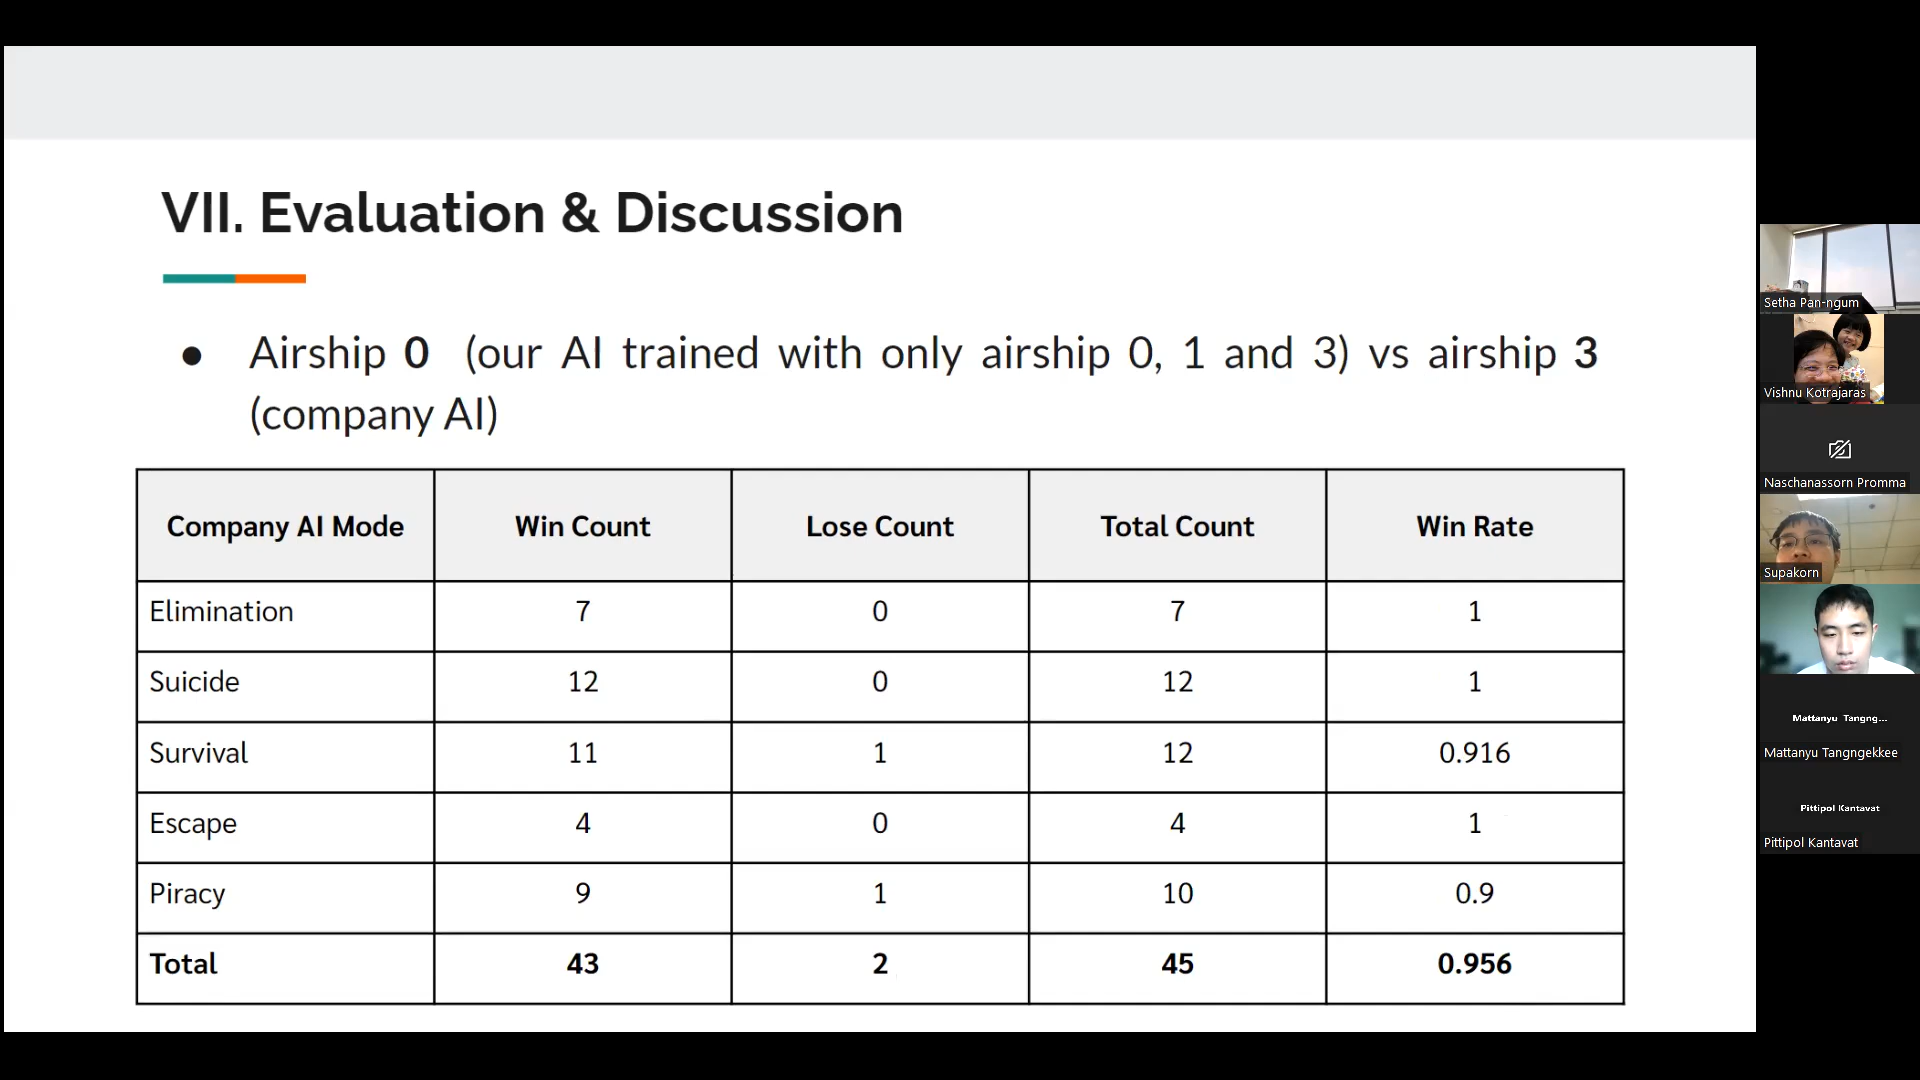 VII. Evaluation & Discussion
● Airship 0 (our AI trained with only airship 0, 1 and 3) vs airship 3
(company AI)
Company AI Mode Win Count Lose Count Total Count Win Rate
Elimination 7 0 7 1
Suicide 12 0 12 1
Survival 11 1 12 0.916
Escape 4 0 4 1
Piracy 9 1 10 0.9
Total 43 2 45 0.956
Setha Pan-ngum
Vishnu Kotrajaras
Naschanassorn Promma
Supakorn
Mattanyu Tangng...
Mattanyu Tangngekkee
Pittipol Kantavat
Pittipol Kantavat